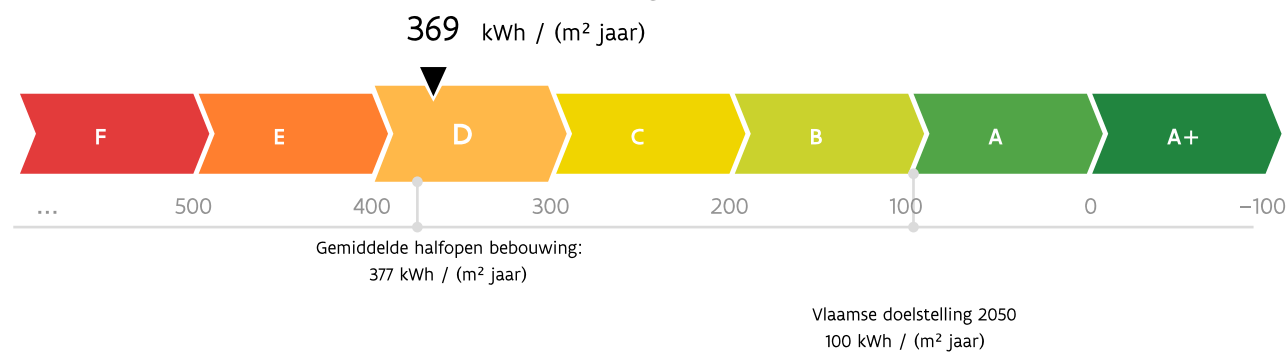 369 kWh / (m² jaar)
F E D C B A A+
... 500 400 300 200 100 0 −100
Gemiddelde halfopen bebouwing:
377 kWh / (m² jaar)
Vlaamse doelstelling 2050
100 kWh / (m² jaar)